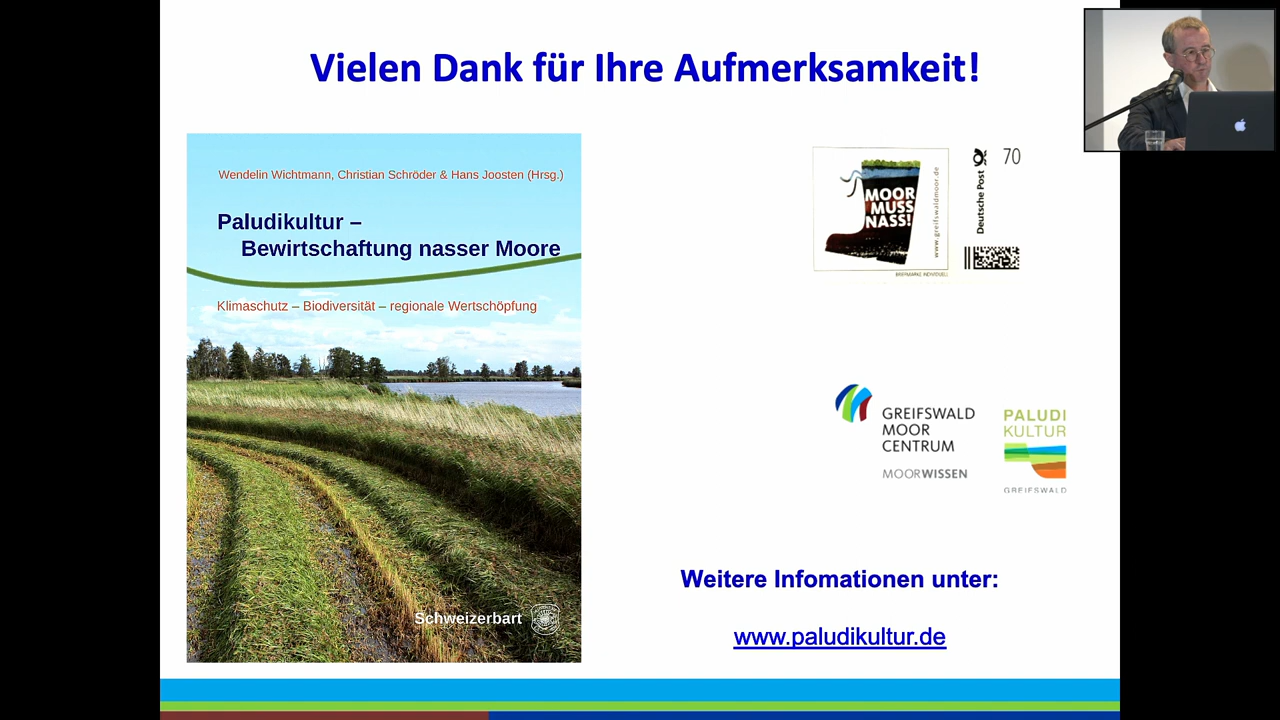 Vielen Dank für Ihre Aufmerksamkeit!
Wendelin Wichtmann, Christian Schröder & Hans Joosten (Hrsg.)
Paludikultur –
Bewirtschaftung nasser Moore
Klimaschutz – Biodiversität – regionale Wertschöpfung
Schweizerbart
MOOR
MUSS
NASS!
www.greifswaldmoor.de
Deutsche Post
70
BRIEFMARKE INDIVIDUELL
GREIFSWALD
MOOR
CENTRUM
MOORWISSEN
PALUDI
KULTUR
GREIFSWALD
Weitere Infomationen unter:
www.paludikultur.de